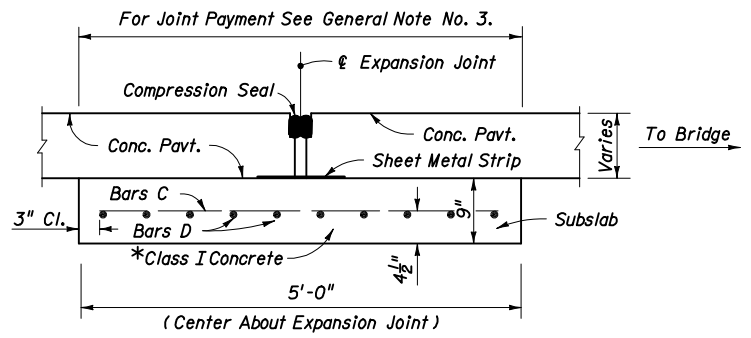 For Joint Payment See General Note No. 3.
℄ Expansion Joint
Compression Seal
Conc. Pavt.
Conc. Pavt.
Sheet Metal Strip
Varies
To Bridge
Bars C
3" Cl.
Bars D
9"
Subslab
*Class I Concrete
4½"
5'-0"
(Center About Expansion Joint)